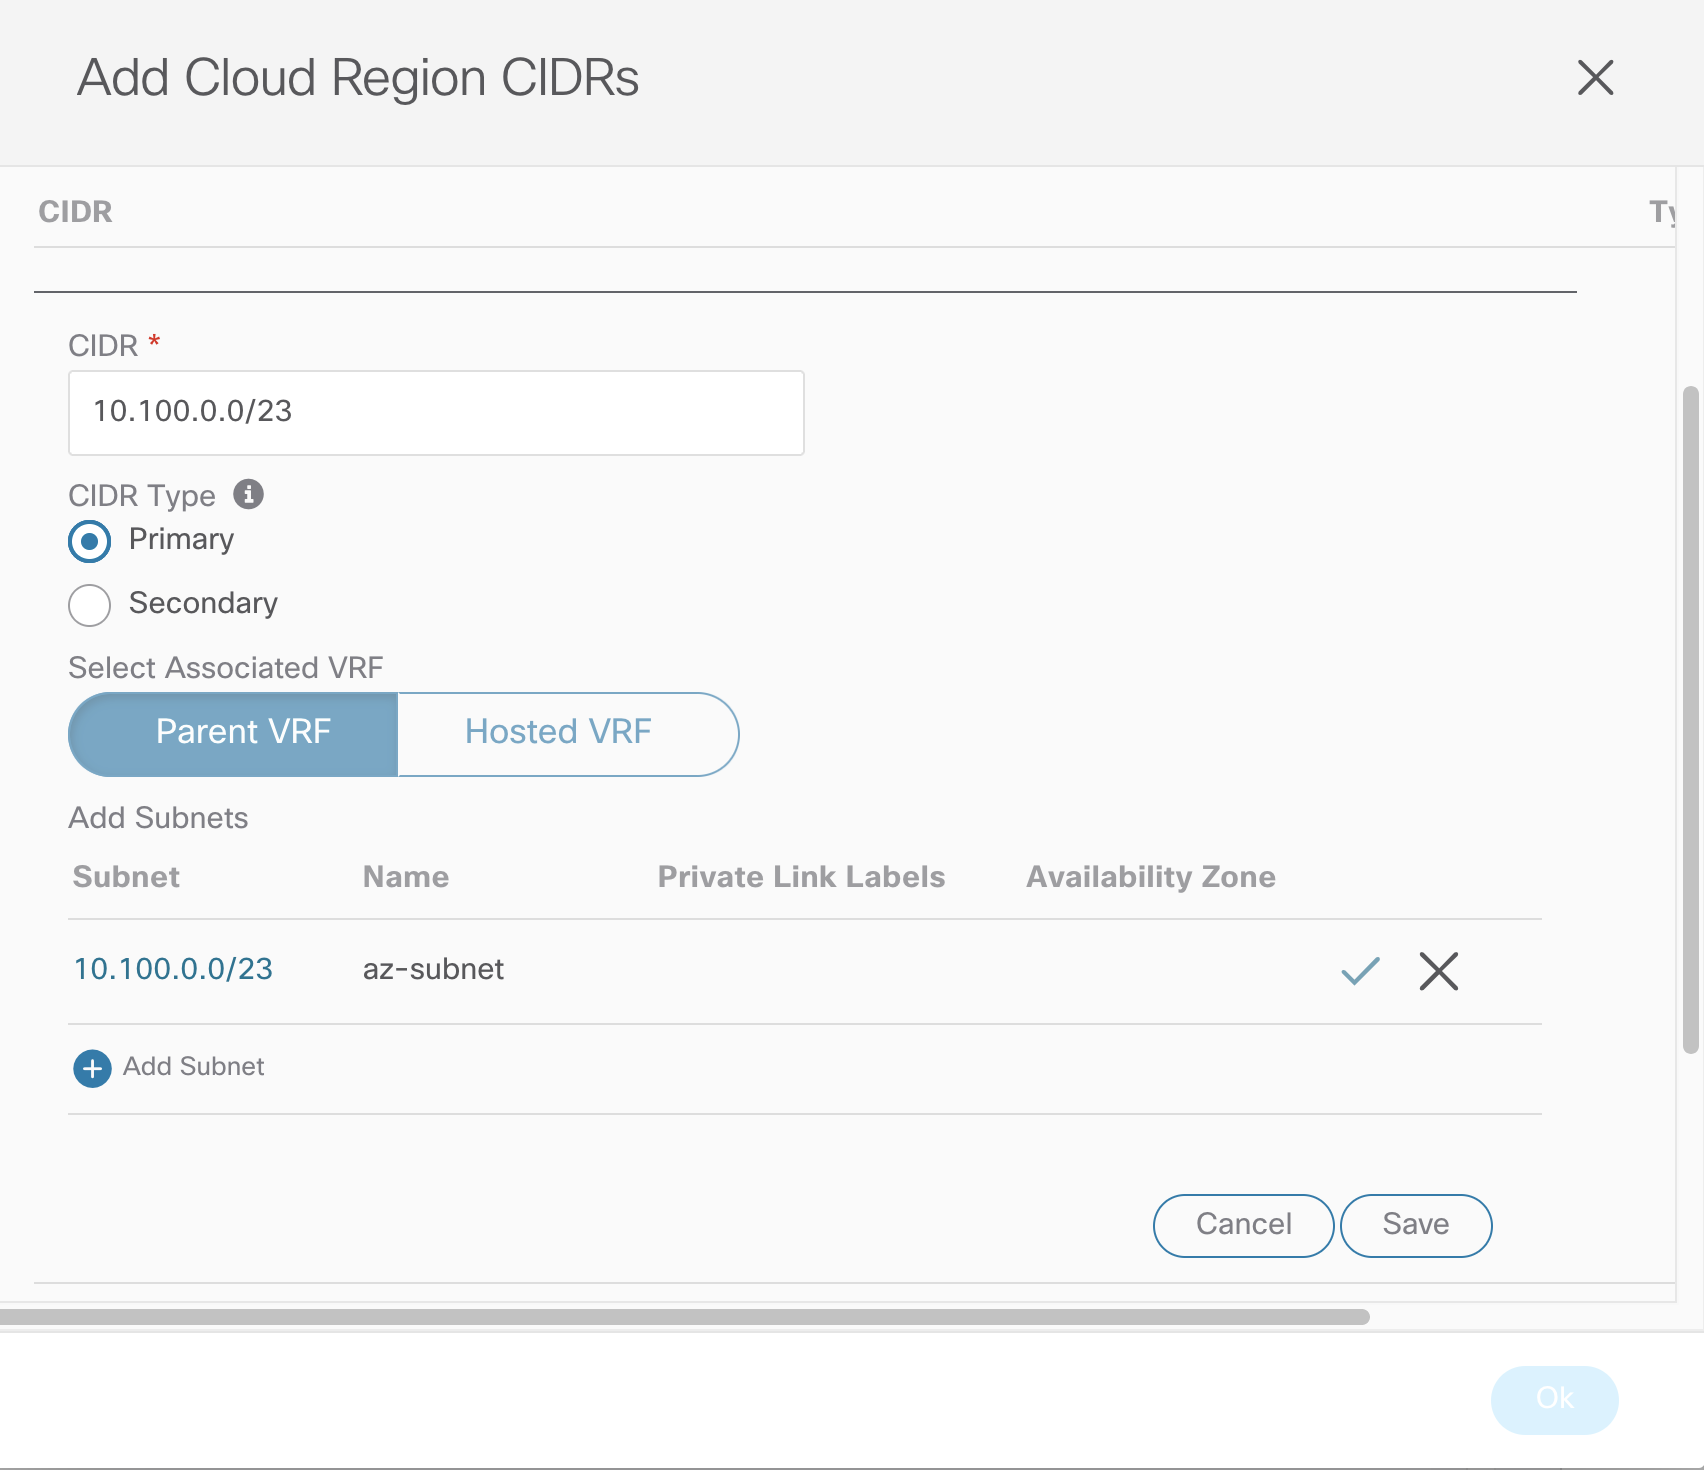 Add Cloud Region CIDRs
CIDR Ty
CIDR *
10.100.0.0/23
CIDR Type
Primary
Secondary
Select Associated VRF
Parent VRF Hosted VRF
Add Subnets
Subnet Name Private Link Labels Availability Zone
10.100.0.0/23 az-subnet
Add Subnet
Cancel Save
Ok